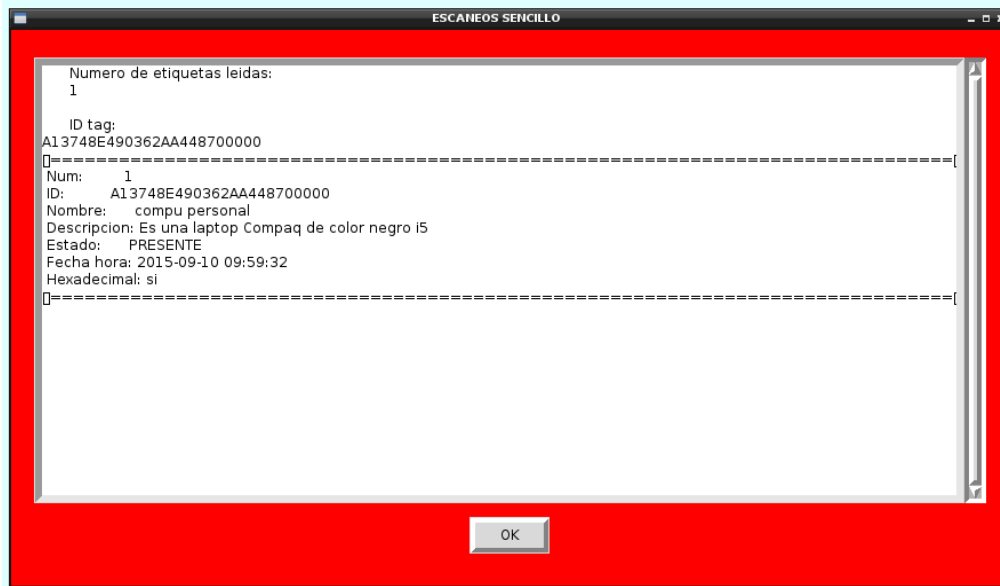 ESCANEOS SENCILLO
Numero de etiquetas leidas:
1
ID tag:
A13748E490362AA448700000
▯===============================================================================▯
Num: 1
ID: A13748E490362AA448700000
Nombre: compu personal
Descripcion: Es una laptop Compaq de color negro i5
Estado: PRESENTE
Fecha hora: 2015-09-10 09:59:32
Hexadecimal: si
▯===============================================================================▯
OK